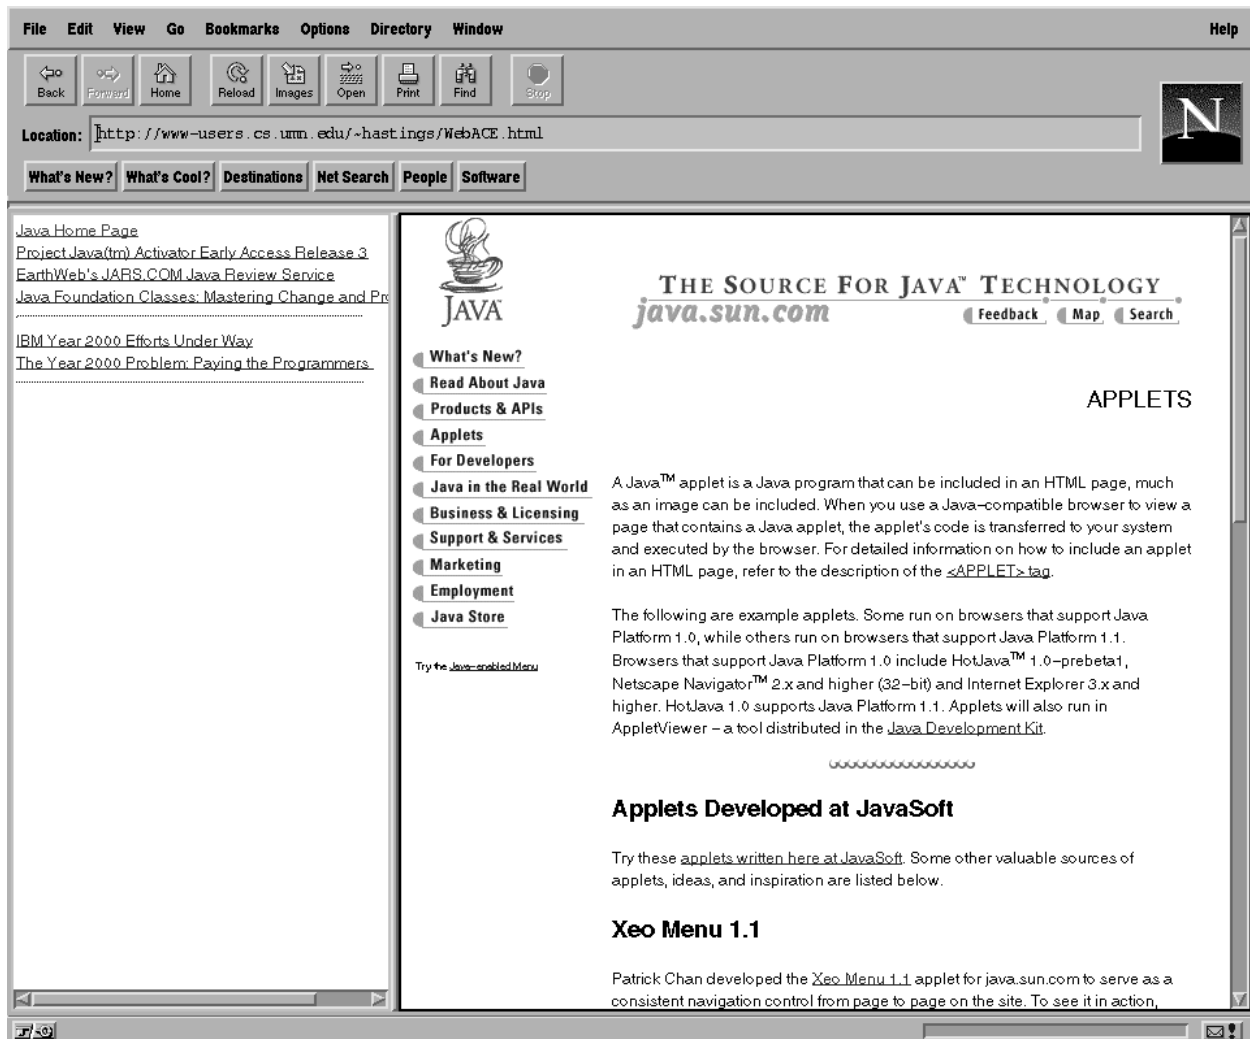 File Edit View Go Bookmarks Options Directory Window Help
Back Forward Home Reload Images Open Print Find Stop
Location: http://www-users.cs.umn.edu/~hastings/WebACE.html
N
What's New? What's Cool? Destinations Net Search People Software
Java Home Page
Project Java(tm) Activator Early Access Release 3
EarthWeb's JARS.COM Java Review Service
Java Foundation Classes: Mastering Change and Pro
IBM Year 2000 Efforts Under Way
The Year 2000 Problem: Paying the Programmers
JAVA
What's New?
Read About Java
Products & APIs
Applets
For Developers
Java in the Real World
Business & Licensing
Support & Services
Marketing
Employment
Java Store
Try the Java-enabled Menu
THE SOURCE FOR JAVA™ TECHNOLOGY
java.sun.com
Feedback Map Search
APPLETS
A Java™ applet is a Java program that can be included in an HTML page, much
as an image can be included. When you use a Java-compatible browser to view a
page that contains a Java applet, the applet's code is transferred to your system
and executed by the browser. For detailed information on how to include an applet
in an HTML page, refer to the description of the <APPLET> tag.
The following are example applets. Some run on browsers that support Java
Platform 1.0, while others run on browsers that support Java Platform 1.1.
Browsers that support Java Platform 1.0 include HotJava™ 1.0-prebeta1,
Netscape Navigator™ 2.x and higher (32-bit) and Internet Explorer 3.x and
higher. HotJava 1.0 supports Java Platform 1.1. Applets will also run in
AppletViewer – a tool distributed in the Java Development Kit.
Applets Developed at JavaSoft
Try these applets written here at JavaSoft. Some other valuable sources of
applets, ideas, and inspiration are listed below.
Xeo Menu 1.1
Patrick Chan developed the Xeo Menu 1.1 applet for java.sun.com to serve as a
consistent navigation control from page to page on the site. To see it in action,